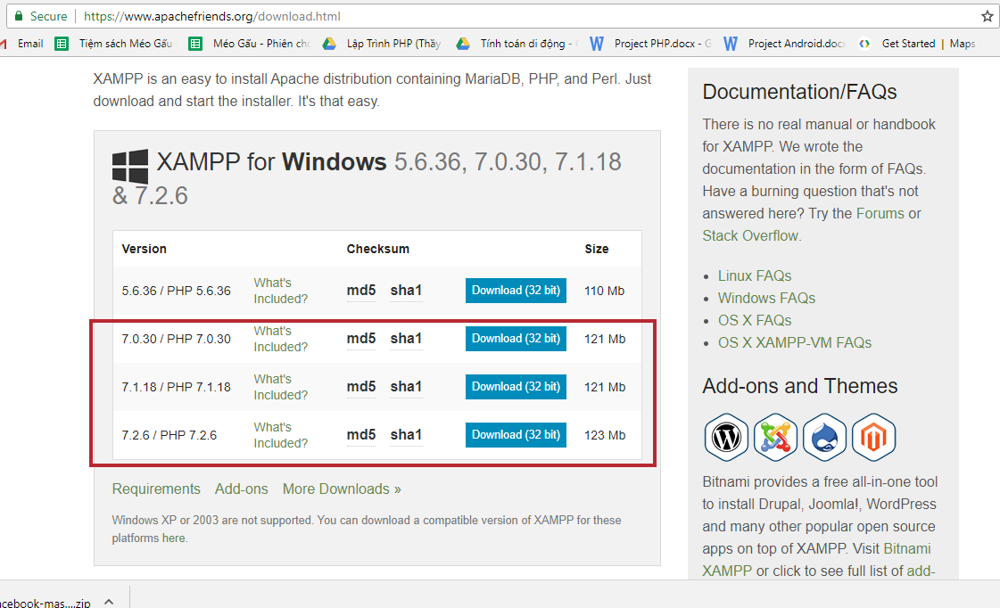 Secure https://www.apachefriends.org/download.html
Email Tiệm sách Méo Gấu Méo Gấu - Phiên chợ Lập Trình PHP (Thầy Tính toán di động - Project PHP.docx - G Project Android.docx Get Started Maps
XAMPP is an easy to install Apache distribution containing MariaDB, PHP, and Perl. Just
download and start the installer. It's that easy.
XAMPP for Windows 5.6.36, 7.0.30, 7.1.18
& 7.2.6
Version Checksum Size
5.6.36 / PHP 5.6.36 What's Included? md5 sha1 Download (32 bit) 110 Mb
7.0.30 / PHP 7.0.30 What's Included? md5 sha1 Download (32 bit) 121 Mb
7.1.18 / PHP 7.1.18 What's Included? md5 sha1 Download (32 bit) 121 Mb
7.2.6 / PHP 7.2.6 What's Included? md5 sha1 Download (32 bit) 123 Mb
Requirements Add-ons More Downloads »
Windows XP or 2003 are not supported. You can download a compatible version of XAMPP for these
platforms here.
Documentation/FAQs
There is no real manual or handbook
for XAMPP. We wrote the
documentation in the form of FAQs.
Have a burning question that's not
answered here? Try the Forums or
Stack Overflow.
• Linux FAQs
• Windows FAQs
• OS X FAQs
• OS X XAMPP-VM FAQs
Add-ons and Themes
Bitnami provides a free all-in-one tool
to install Drupal, Joomla!, WordPress
and many other popular open source
apps on top of XAMPP. Visit Bitnami
XAMPP or click to see full list of add-
acebook-mas....zip